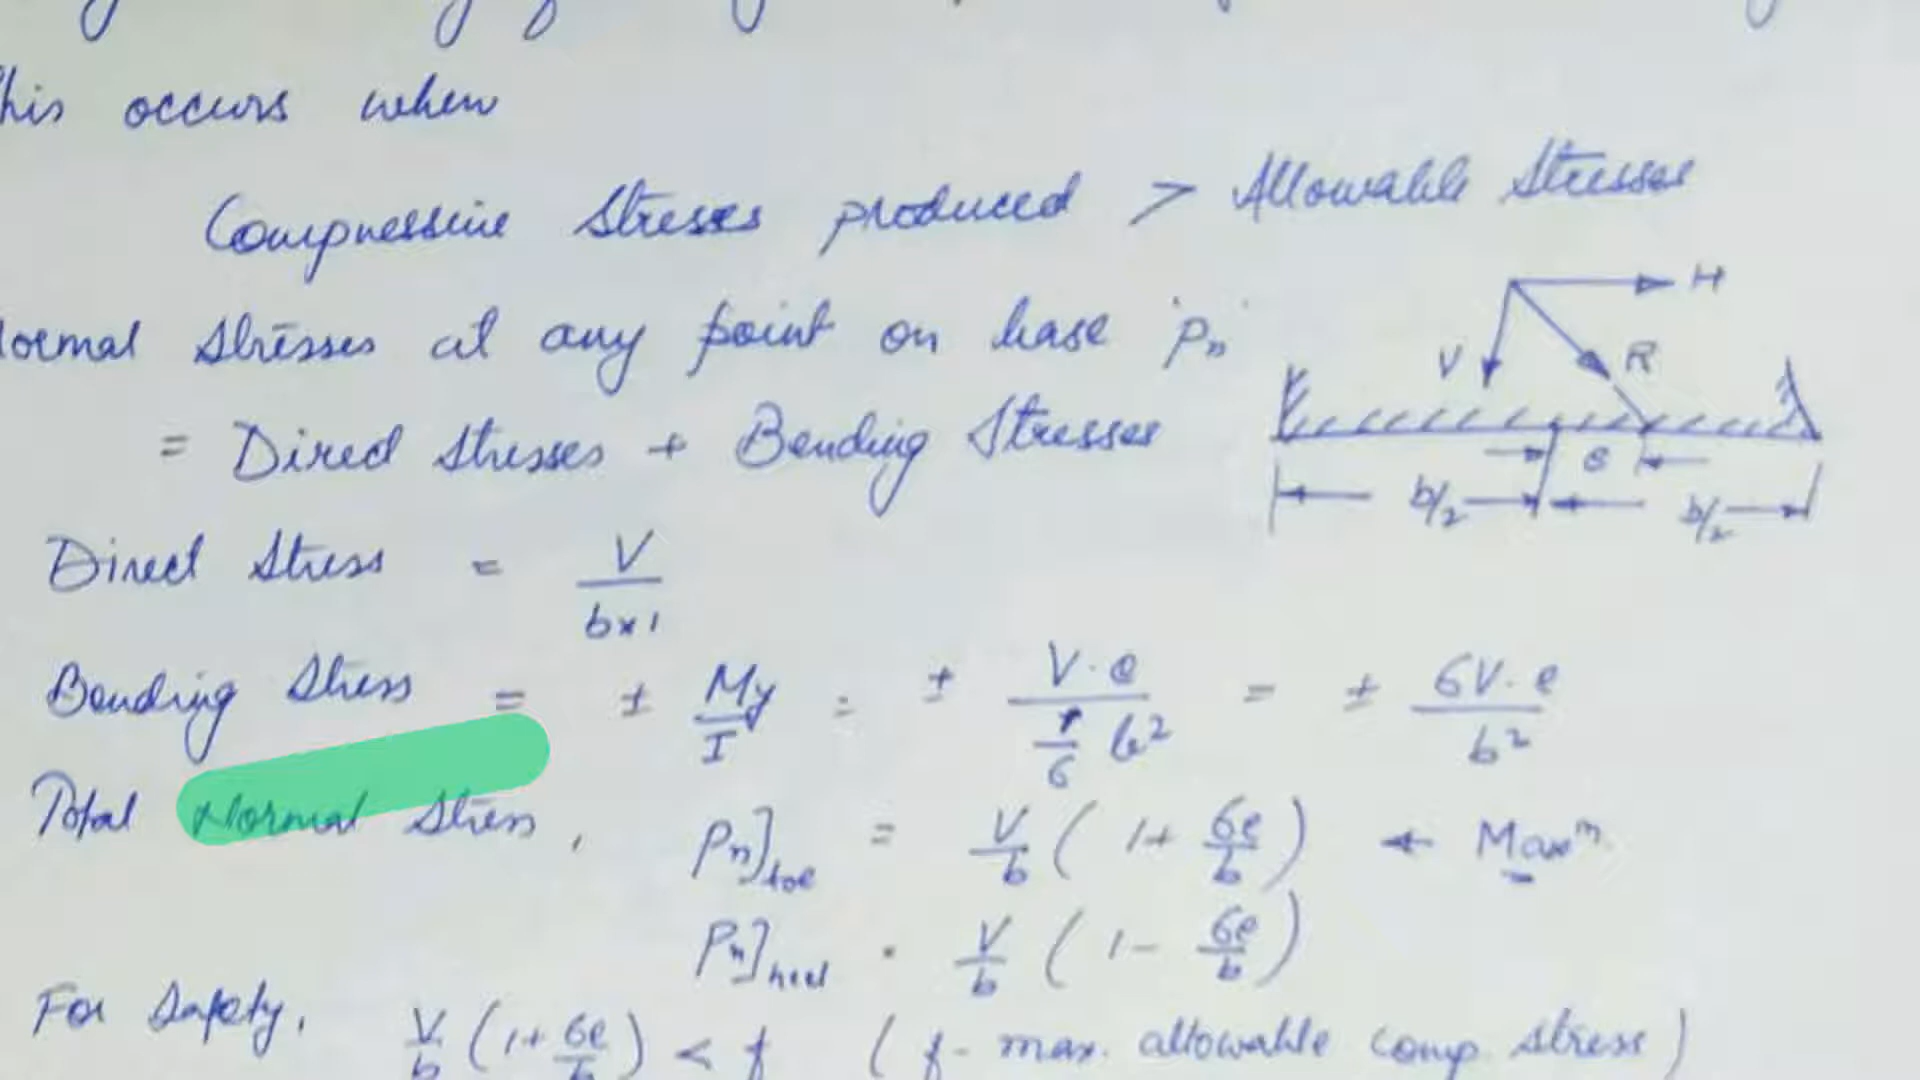 his occurs when
Compressive Stresses produced > Allowable Stresses
Normal Stresses at any point on base 'Pn'
= Direct Stresses + Bending Stresses
H
V
R
e
b/2
b/2
Direct Stress = V / b×1
Bending Stress = ± My / I = ± V·e / (1/6 b²) = ± 6V·e / b²
Total Normal Stress, Pn]toe = V/b (1 + 6e/b) ← Maxm
Pn]heel = V/b (1 - 6e/b)
For Safety, V/b (1 + 6e/b) < f (f - max. allowable comp. stress)